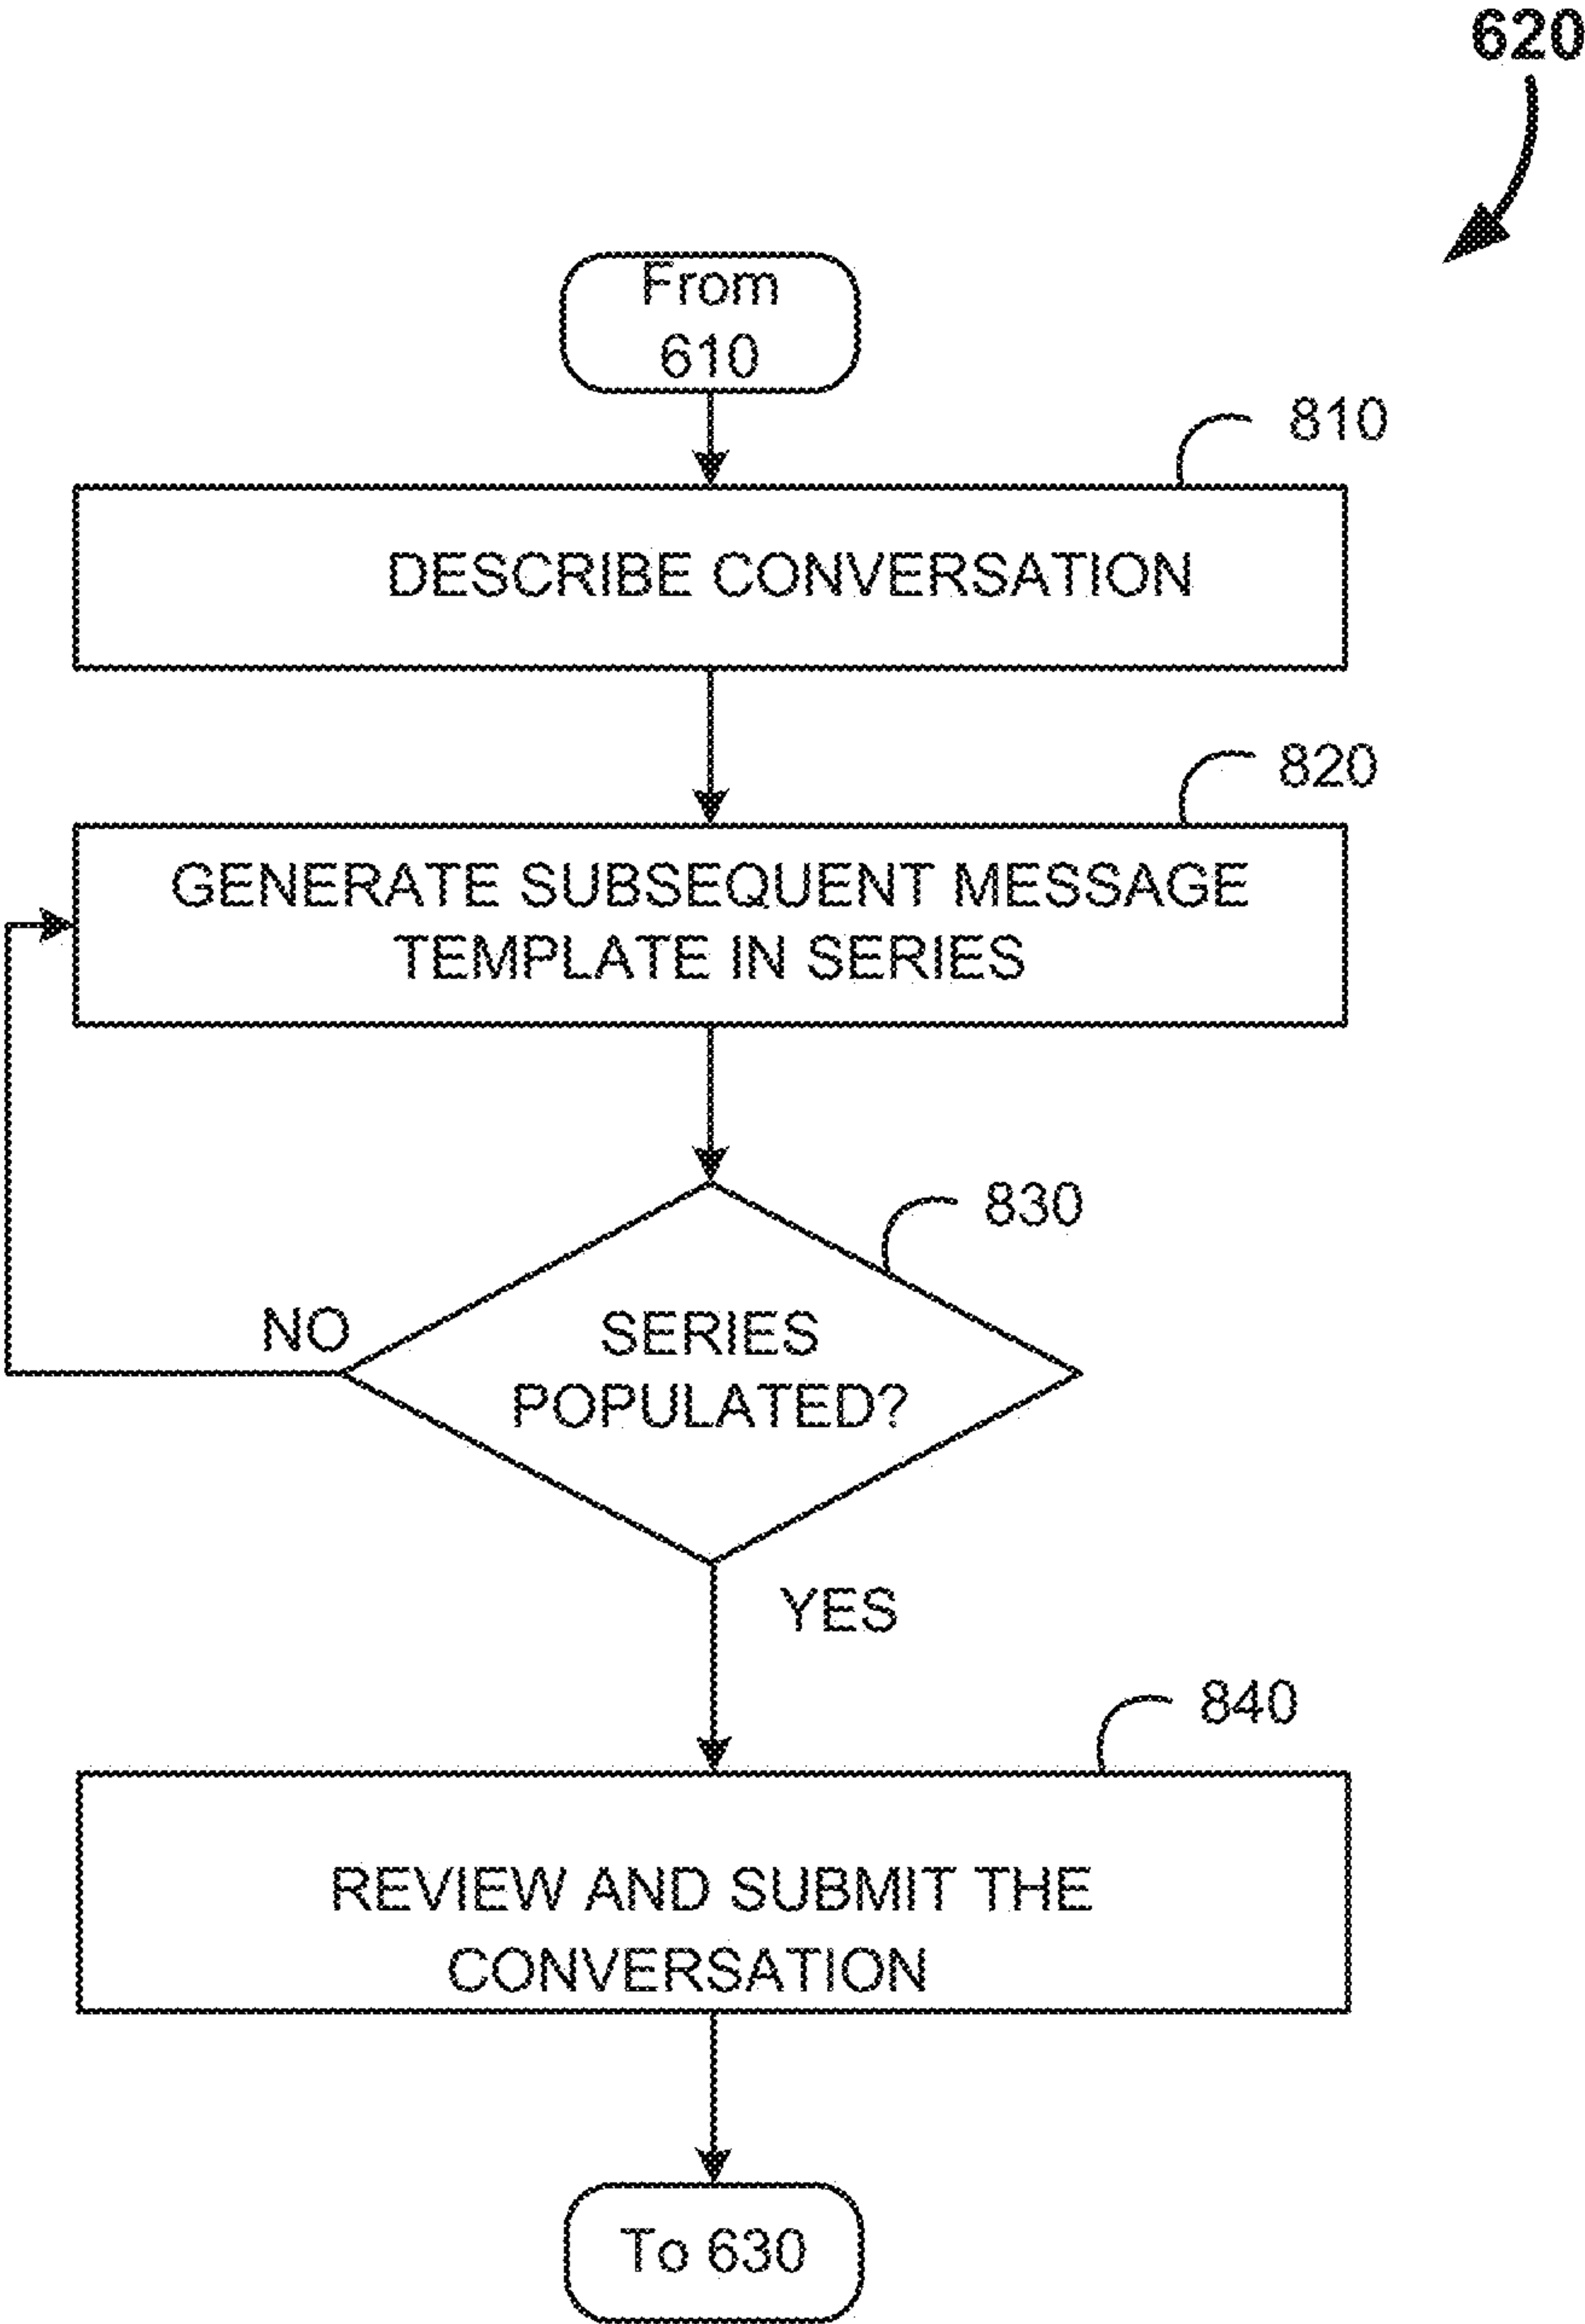 620
From
610
810
DESCRIBE CONVERSATION
820
GENERATE SUBSEQUENT MESSAGE
TEMPLATE IN SERIES
830
NO
SERIES
POPULATED?
YES
840
REVIEW AND SUBMIT THE
CONVERSATION
To 630